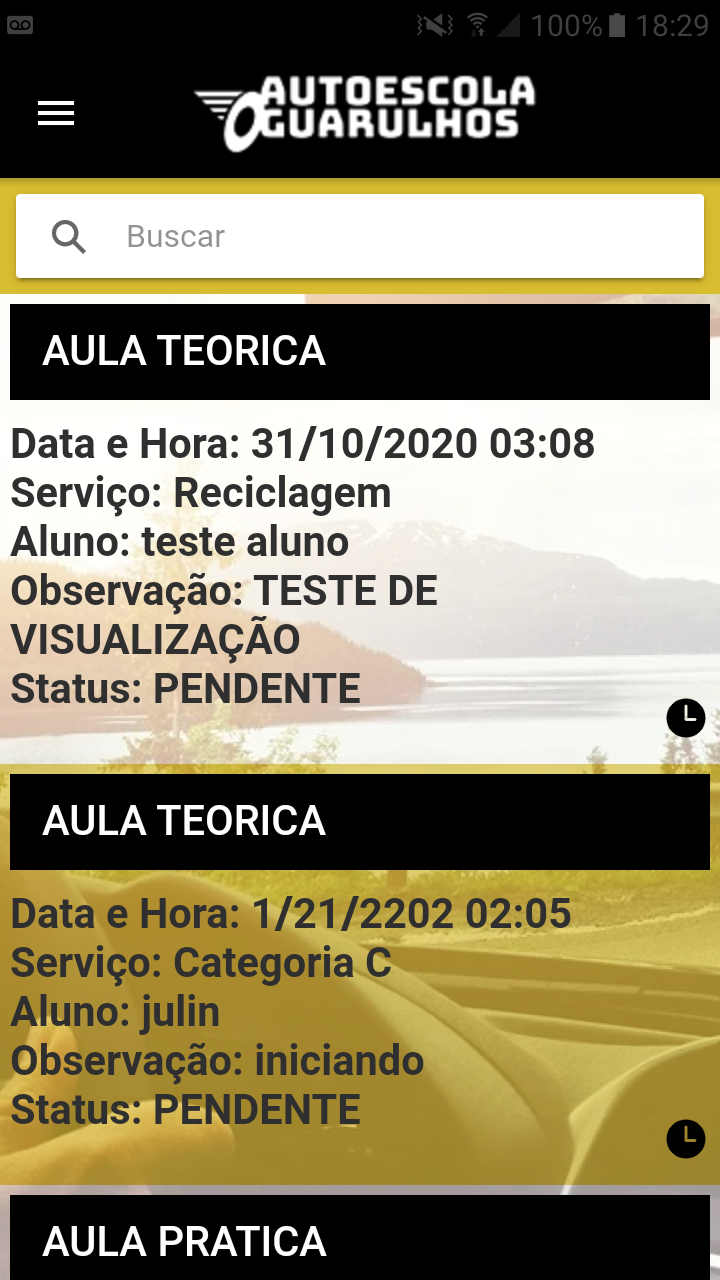 100% 18:29
AUTOESCOLA
GUARULHOS
Buscar
AULA TEORICA
Data e Hora: 31/10/2020 03:08
Serviço: Reciclagem
Aluno: teste aluno
Observação: TESTE DE
VISUALIZAÇÃO
Status: PENDENTE
AULA TEORICA
Data e Hora: 1/21/2202 02:05
Serviço: Categoria C
Aluno: julin
Observação: iniciando
Status: PENDENTE
AULA PRATICA